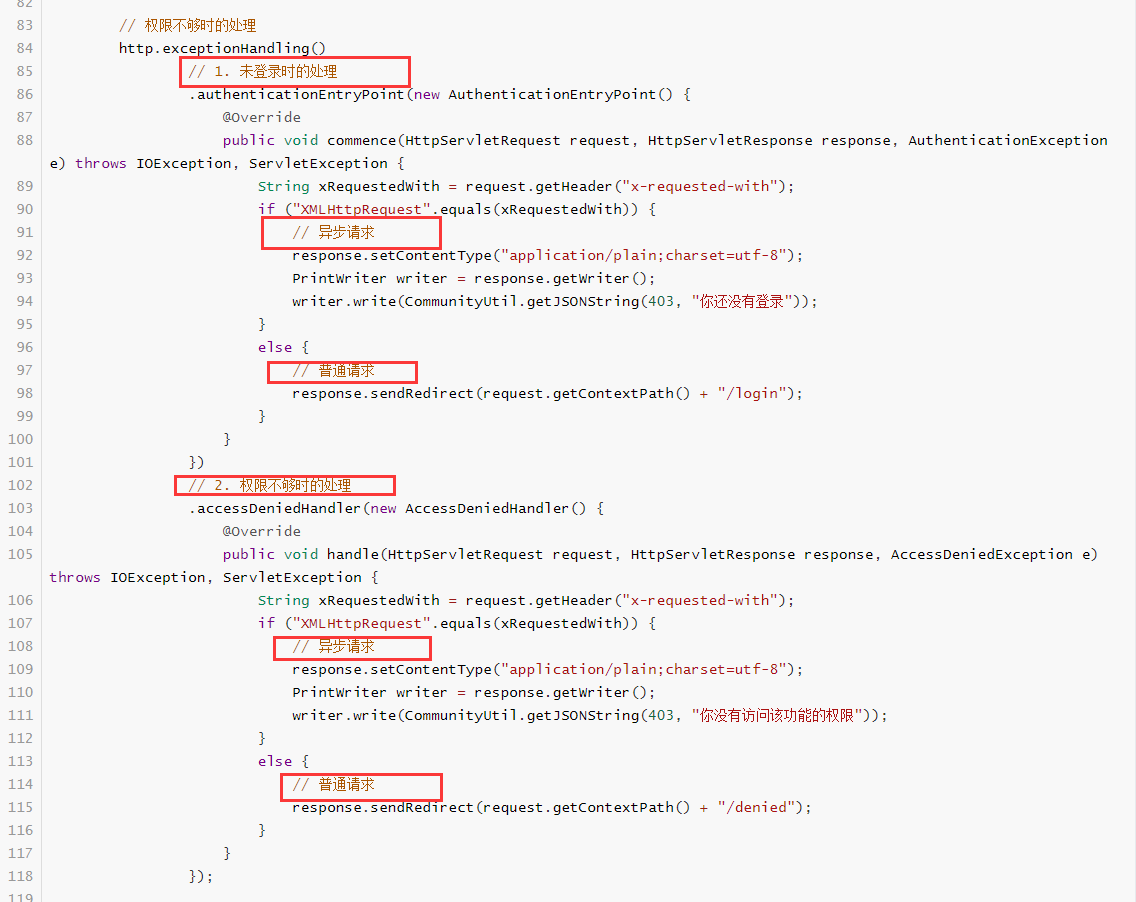 82
83 // 权限不够时的处理
84 http.exceptionHandling()
85 // 1. 未登录时的处理
86 .authenticationEntryPoint(new AuthenticationEntryPoint() {
87 @Override
88 public void commence(HttpServletRequest request, HttpServletResponse response, AuthenticationException
e) throws IOException, ServletException {
89 String xRequestedWith = request.getHeader("x-requested-with");
90 if ("XMLHttpRequest".equals(xRequestedWith)) {
91 // 异步请求
92 response.setContentType("application/plain;charset=utf-8");
93 PrintWriter writer = response.getWriter();
94 writer.write(CommunityUtil.getJSONString(403, "你还没有登录"));
95 }
96 else {
97 // 普通请求
98 response.sendRedirect(request.getContextPath() + "/login");
99 }
100 }
101 })
102 // 2. 权限不够时的处理
103 .accessDeniedHandler(new AccessDeniedHandler() {
104 @Override
105 public void handle(HttpServletRequest request, HttpServletResponse response, AccessDeniedException e)
throws IOException, ServletException {
106 String xRequestedWith = request.getHeader("x-requested-with");
107 if ("XMLHttpRequest".equals(xRequestedWith)) {
108 // 异步请求
109 response.setContentType("application/plain;charset=utf-8");
110 PrintWriter writer = response.getWriter();
111 writer.write(CommunityUtil.getJSONString(403, "你没有访问该功能的权限"));
112 }
113 else {
114 // 普通请求
115 response.sendRedirect(request.getContextPath() + "/denied");
116 }
117 }
118 });
119